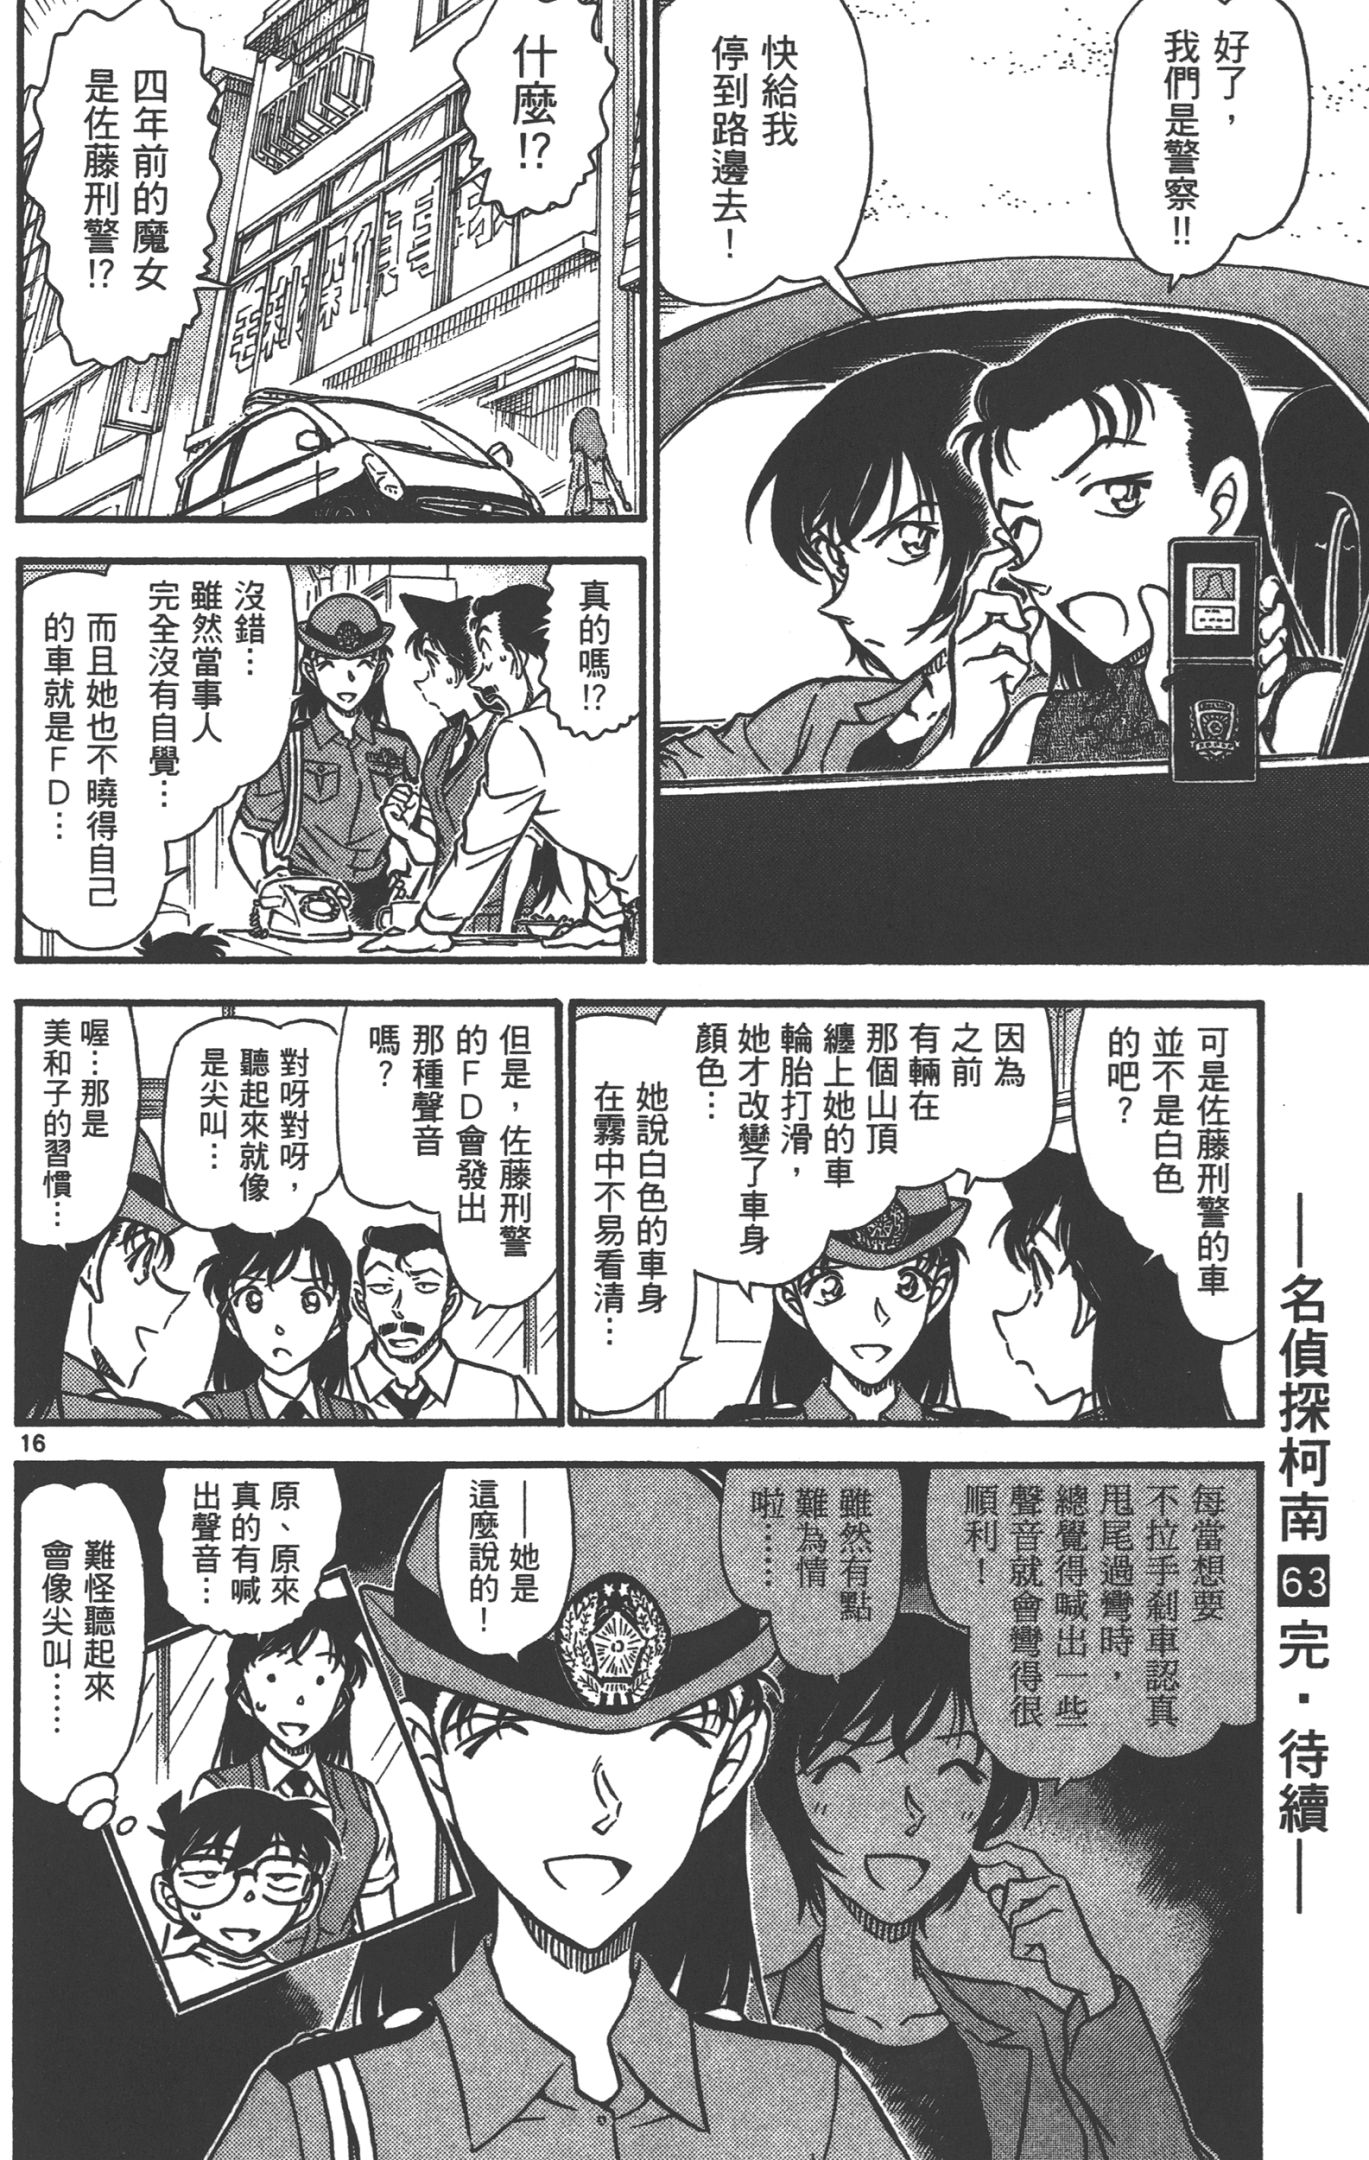 好了，
我們是警察!!
快給我
停到路邊去！
什麼!?
四年前的魔女
是佐藤刑警!?
毛利偵探事務所
真的嗎!?
沒錯…
雖然當事人
完全沒有自覺…
而且她也不曉得自己
的車就是FD…
可是佐藤刑警的車
並不是白色
的吧？
因為
之前
有輛在
那個山頂
纏上她的車
輪胎打滑，
她才改變了車身
顏色…
她說白色的車身
在霧中不易看清…
但是，佐藤刑警
的FD會發出
那種聲音
嗎？
對呀對呀，
聽起來就像
是尖叫…
喔…那是
美和子的習慣…
16
每當想要
不拉手剎車認真
甩尾過彎時，
總覺得喊出一些
聲音就會彎得很
順利！
雖然有點
難為情
啦……
──她是
這麼說的！
原、原來
真的有喊
出聲音…
難怪聽起來
會像尖叫……
──名偵探柯南63完·待續──